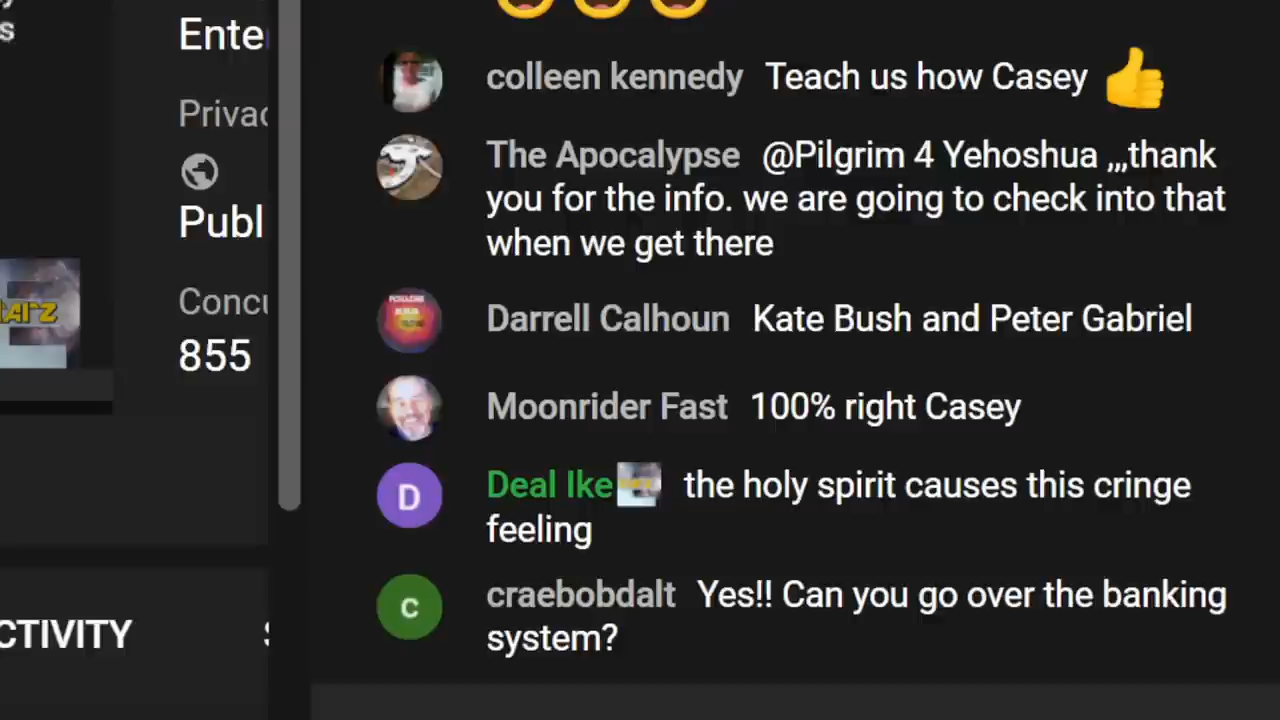 s
Ente
Privac
Publ
Concu
855
CTIVITY
colleen kennedy Teach us how Casey 👍
The Apocalypse @Pilgrim 4 Yehoshua ,,,thank
you for the info. we are going to check into that
when we get there
Darrell Calhoun Kate Bush and Peter Gabriel
Moonrider Fast 100% right Casey
D
Deal Ike the holy spirit causes this cringe
feeling
c
craebobdalt Yes!! Can you go over the banking
system?